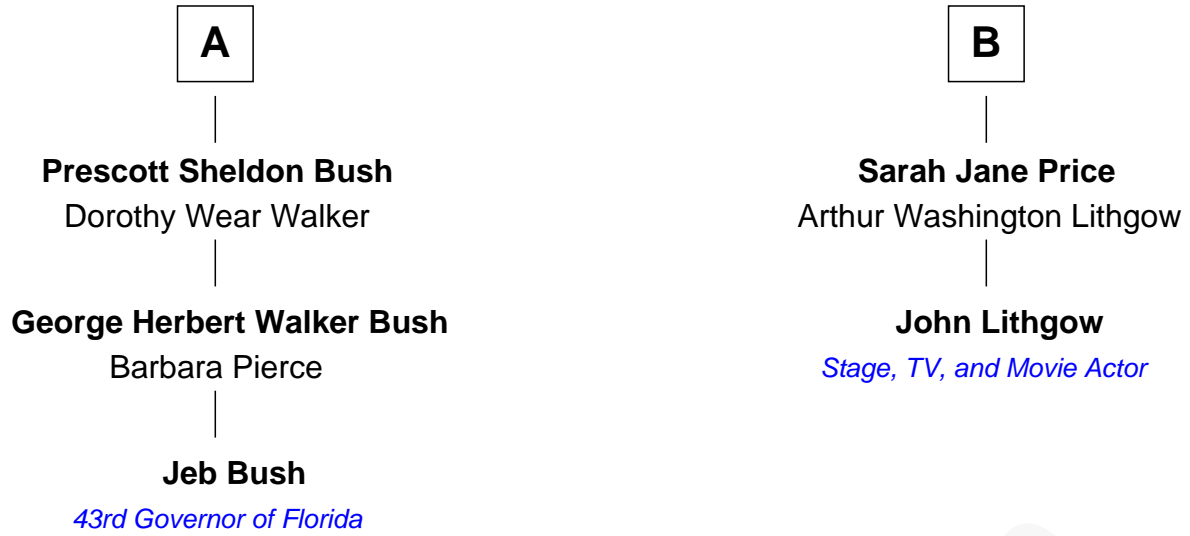 A
Prescott Sheldon Bush
Dorothy Wear Walker
George Herbert Walker Bush
Barbara Pierce
Jeb Bush
43rd Governor of Florida
B
Sarah Jane Price
Arthur Washington Lithgow
John Lithgow
Stage, TV, and Movie Actor